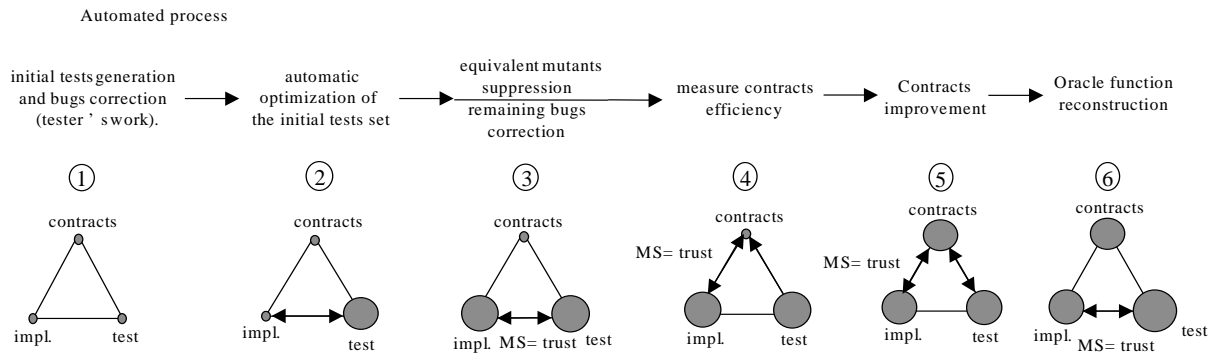 Automated process
initial tests generation
and bugs correction
(tester ' s work).
automatic
optimization of
the initial tests set
equivalent mutants
suppression
remaining bugs
correction
measure contracts
efficiency
Contracts
improvement
Oracle function
reconstruction
1
2
3
4
5
6
contracts
impl.
test
contracts
impl.
test
contracts
impl. MS= trust test
contracts
MS= trust
impl.
test
contracts
MS= trust
impl.
test
contracts
impl. MS= trust test